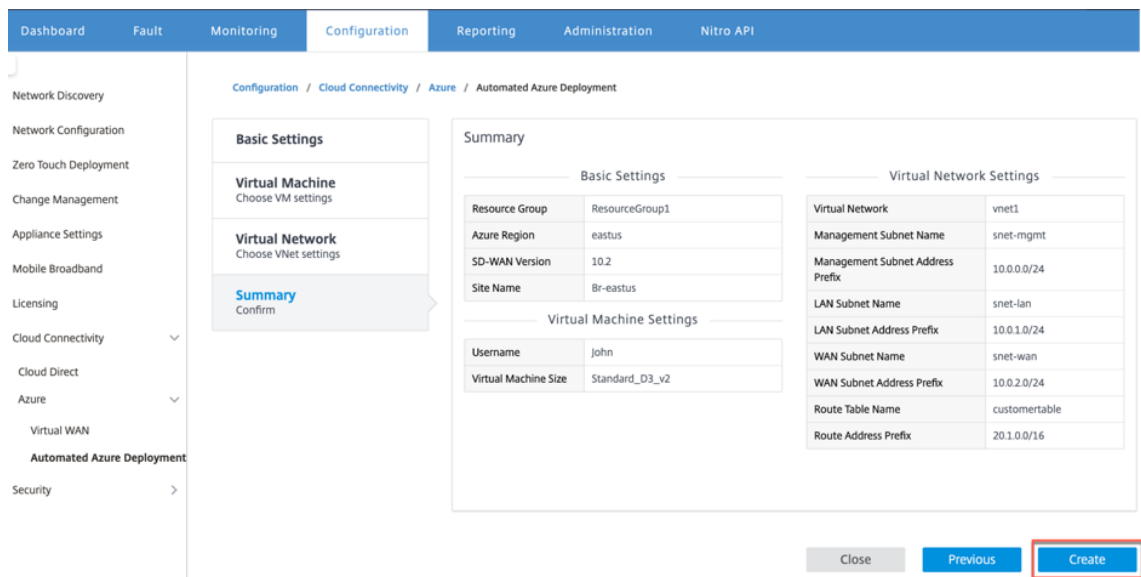 Dashboard Fault Monitoring Configuration Reporting Administration Nitro API
Configuration / Cloud Connectivity / Azure / Automated Azure Deployment
Network Discovery
Network Configuration
Zero Touch Deployment
Change Management
Appliance Settings
Mobile Broadband
Licensing
Cloud Connectivity
Cloud Direct
Azure
Virtual WAN
Automated Azure Deployment
Security
Basic Settings
Virtual Machine
Choose VM settings
Virtual Network
Choose VNet settings
Summary
Confirm
Summary
Basic Settings
Resource Group ResourceGroup1
Azure Region eastus
SD-WAN Version 10.2
Site Name Br-eastus
Virtual Machine Settings
Username John
Virtual Machine Size Standard_D3_v2
Virtual Network Settings
Virtual Network vnet1
Management Subnet Name snet-mgmt
Management Subnet Address
Prefix 10.0.0.0/24
LAN Subnet Name snet-lan
LAN Subnet Address Prefix 10.0.1.0/24
WAN Subnet Name snet-wan
WAN Subnet Address Prefix 10.0.2.0/24
Route Table Name customertable
Route Address Prefix 20.1.0.0/16
Close Previous Create